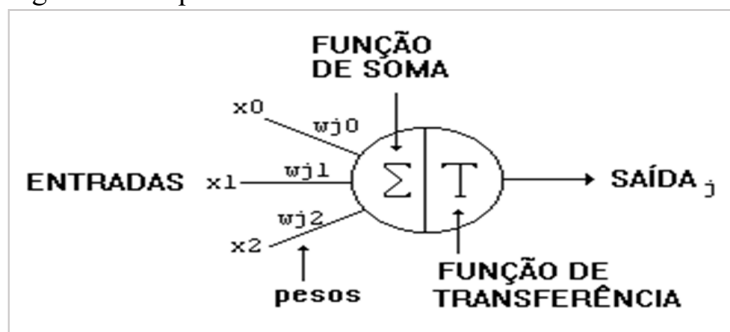 FUNÇÃO
DE SOMA
x0
wj0
ENTRADAS x1 wj1 Σ T SAÍDA j
wj2
x2
pesos
FUNÇÃO DE
TRANSFERÊNCIA